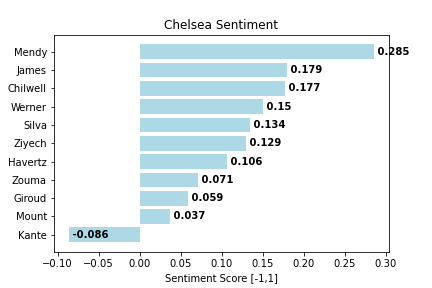 Chelsea Sentiment
Mendy 0.285
James 0.179
Chilwell 0.177
Werner 0.15
Silva 0.134
Ziyech 0.129
Havertz 0.106
Zouma 0.071
Giroud 0.059
Mount 0.037
Kante -0.086
−0.10 −0.05 0.00 0.05 0.10 0.15 0.20 0.25 0.30
Sentiment Score [-1,1]